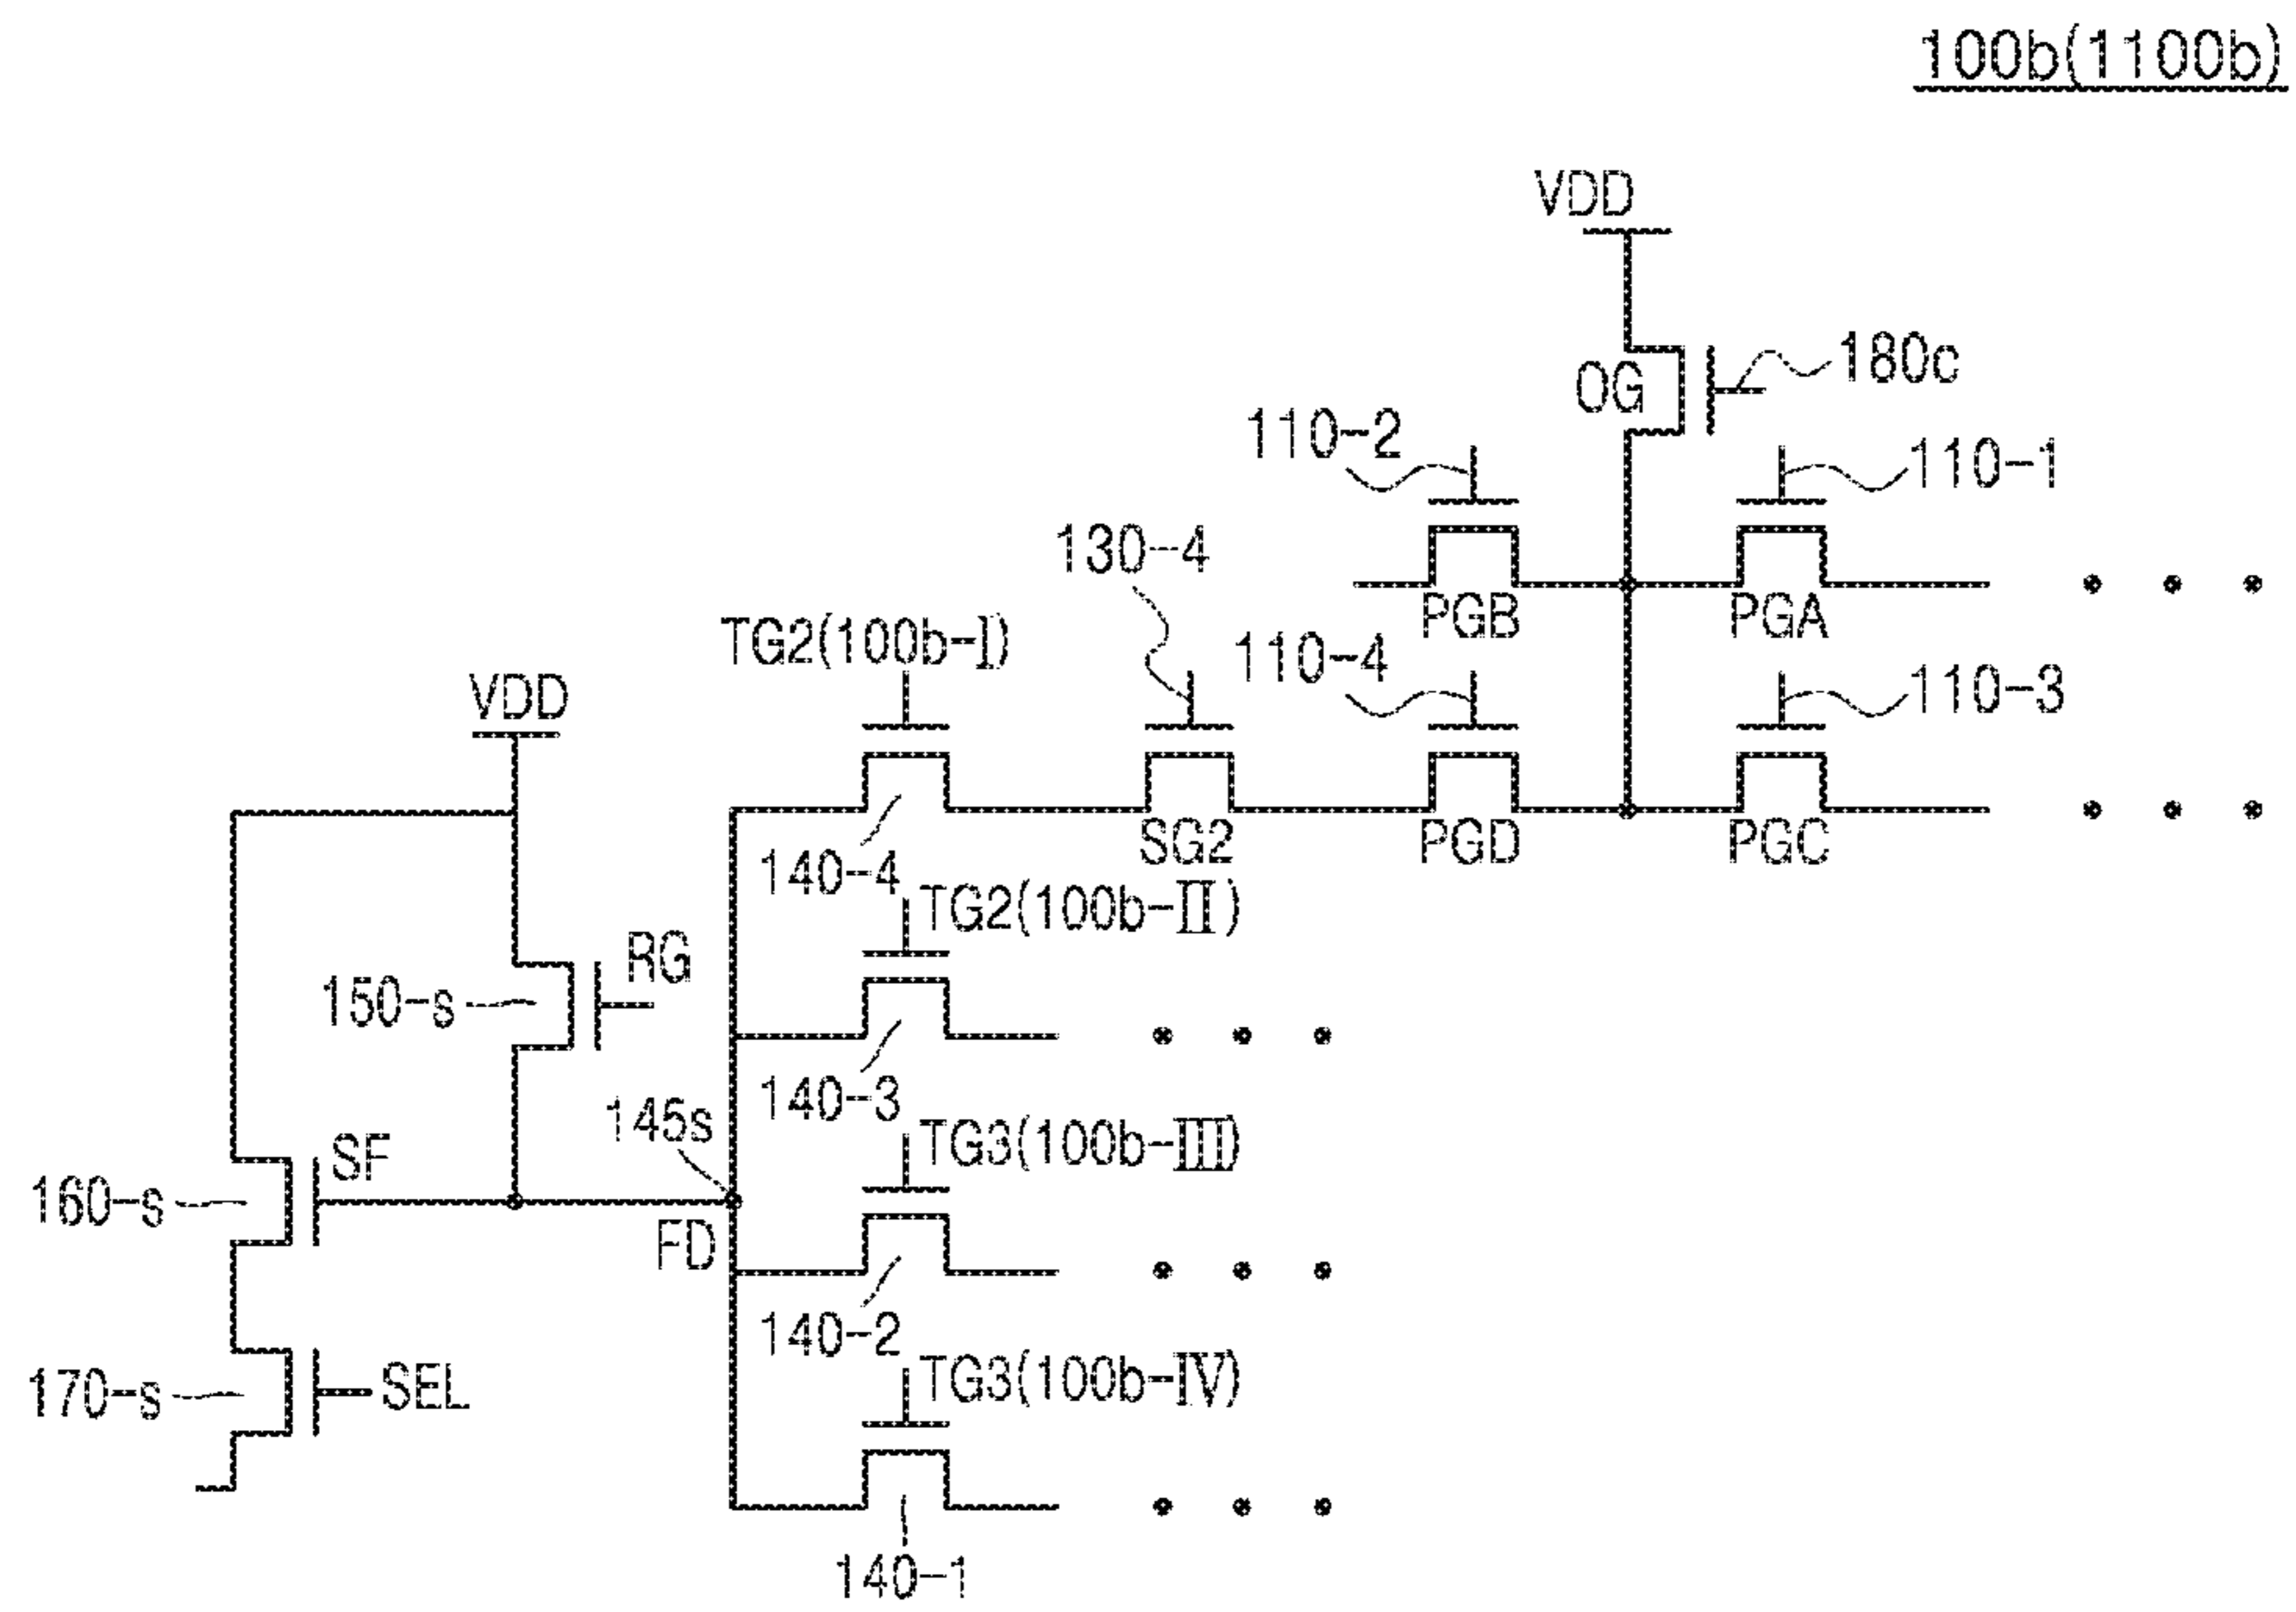 100b(1100b)
VDD
OG
180c
110-2
110-1
130-4
PGB
PGA
TG2(100b-Ⅰ)
110-4
110-3
VDD
140-4
SG2
PGD
PGC
TG2(100b-Ⅱ)
RG
150-s
140-3
145s
TG3(100b-Ⅲ)
SF
160-s
FD
140-2
TG3(100b-Ⅳ)
170-s
SEL
140-1